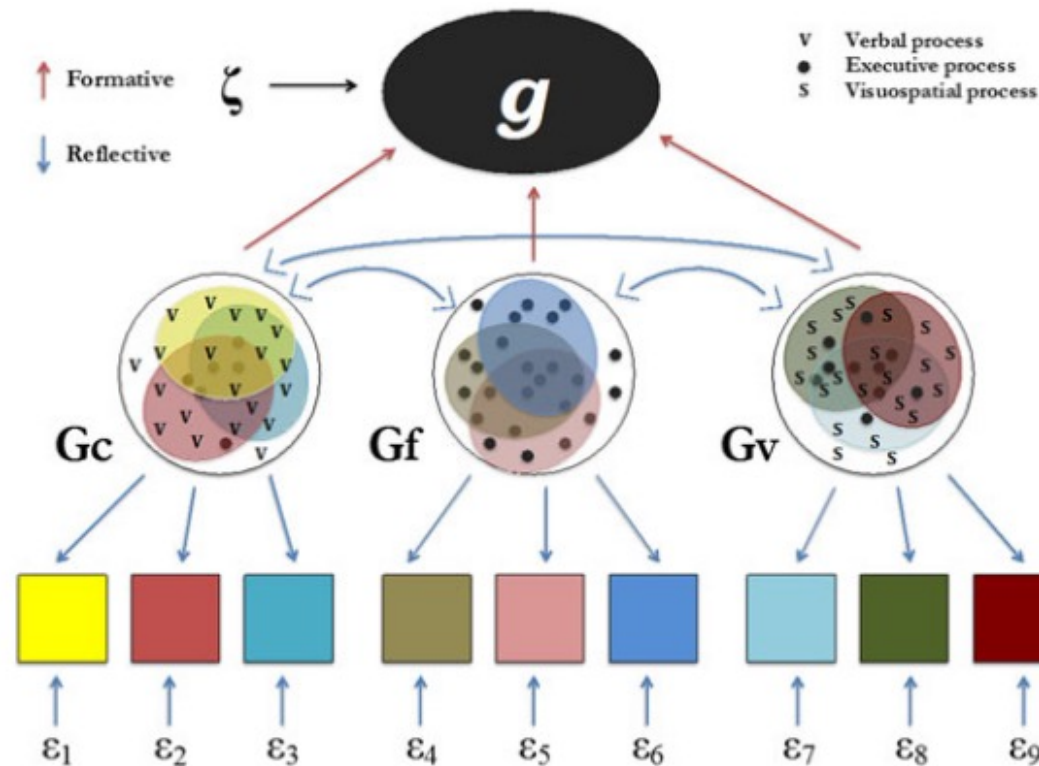 Formative
Reflective
ζ
g
V Verbal process
● Executive process
S Visuospatial process
Gc
Gf
Gv
V V V V V V V V V V V V V V V V V V V V
S S S S S S S S S S S S S S S S S S
ε1 ε2 ε3 ε4 ε5 ε6 ε7 ε8 ε9